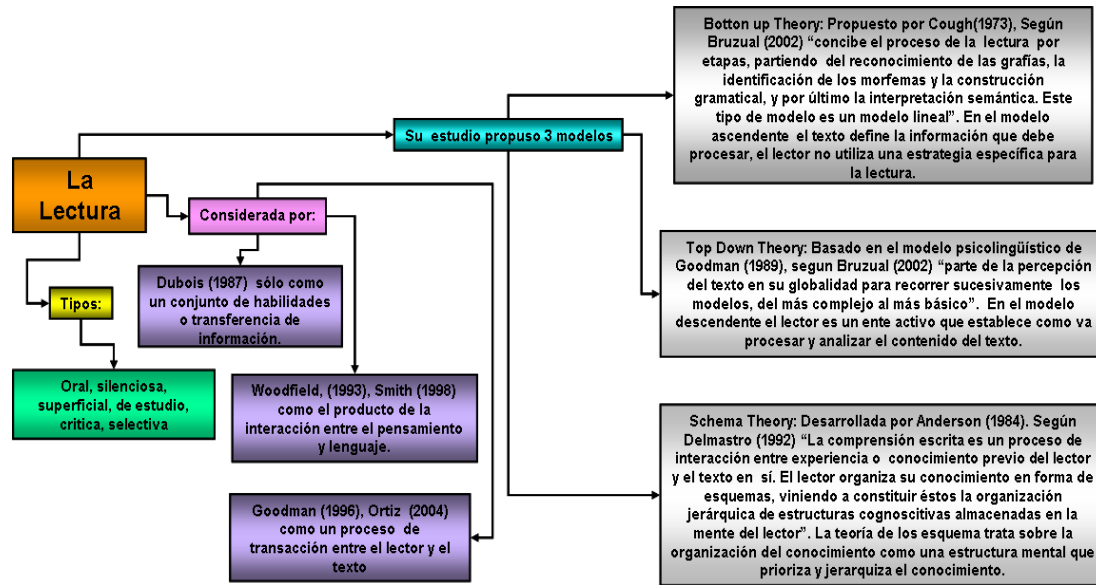 La
Lectura
Tipos:
Oral, silenciosa,
superficial, de estudio,
critica, selectiva
Considerada por:
Dubois (1987) sólo como
un conjunto de habilidades
o transferencia de
información.
Woodfield, (1993), Smith (1998)
como el producto de la
interacción entre el pensamiento
y lenguaje.
Goodman (1996), Ortiz (2004)
como un proceso de
transacción entre el lector y el
texto
Su estudio propuso 3 modelos
Botton up Theory: Propuesto por Cough(1973), Según
Bruzual (2002) “concibe el proceso de la lectura por
etapas, partiendo del reconocimiento de las grafías, la
identificación de los morfemas y la construcción
gramatical, y por último la interpretación semántica. Este
tipo de modelo es un modelo lineal”. En el modelo
ascendente el texto define la información que debe
procesar, el lector no utiliza una estrategia específica para
la lectura.
Top Down Theory: Basado en el modelo psicolingüístico de
Goodman (1989), segun Bruzual (2002) “parte de la percepción
del texto en su globalidad para recorrer sucesivamente los
modelos, del más complejo al más básico”. En el modelo
descendente el lector es un ente activo que establece como va
procesar y analizar el contenido del texto.
Schema Theory: Desarrollada por Anderson (1984). Según
Delmastro (1992) “La comprensión escrita es un proceso de
interacción entre experiencia o conocimiento previo del lector
y el texto en sí. El lector organiza su conocimiento en forma de
esquemas, viniendo a constituir éstos la organización
jerárquica de estructuras cognoscitivas almacenadas en la
mente del lector”. La teoría de los esquema trata sobre la
organización del conocimiento como una estructura mental que
prioriza y jerarquiza el conocimiento.